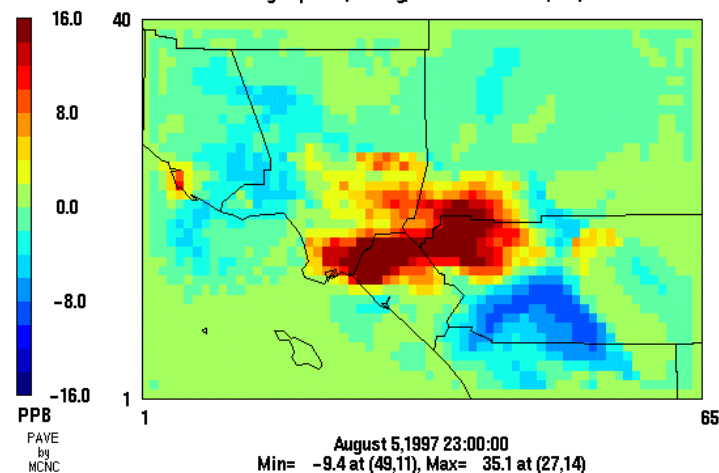 16.0
8.0
0.0
−8.0
−16.0
PPB
PAVE
by
MCNC
40
1
1
65
August 5,1997 23:00:00
Min= −9.4 at (49,11), Max= 35.1 at (27,14)